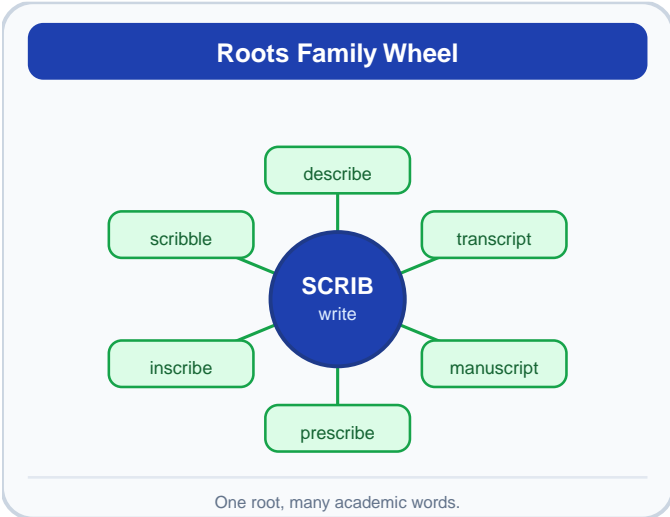 Roots Family Wheel
describe
scribble
transcript
SCRIB
write
inscribe
manuscript
prescribe
One root, many academic words.